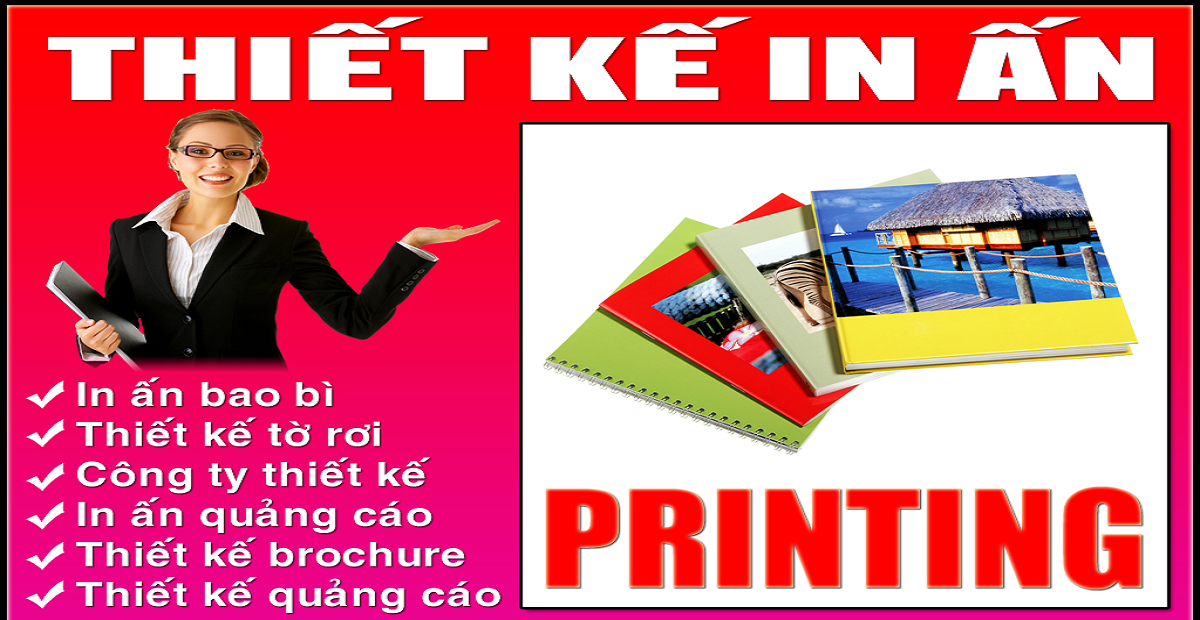 THIẾT KẾ IN ẤN
In ấn bao bì
Thiết kế tờ rơi
Công ty thiết kế
In ấn quảng cáo
Thiết kế brochure
Thiết kế quảng cáo
PRINTING